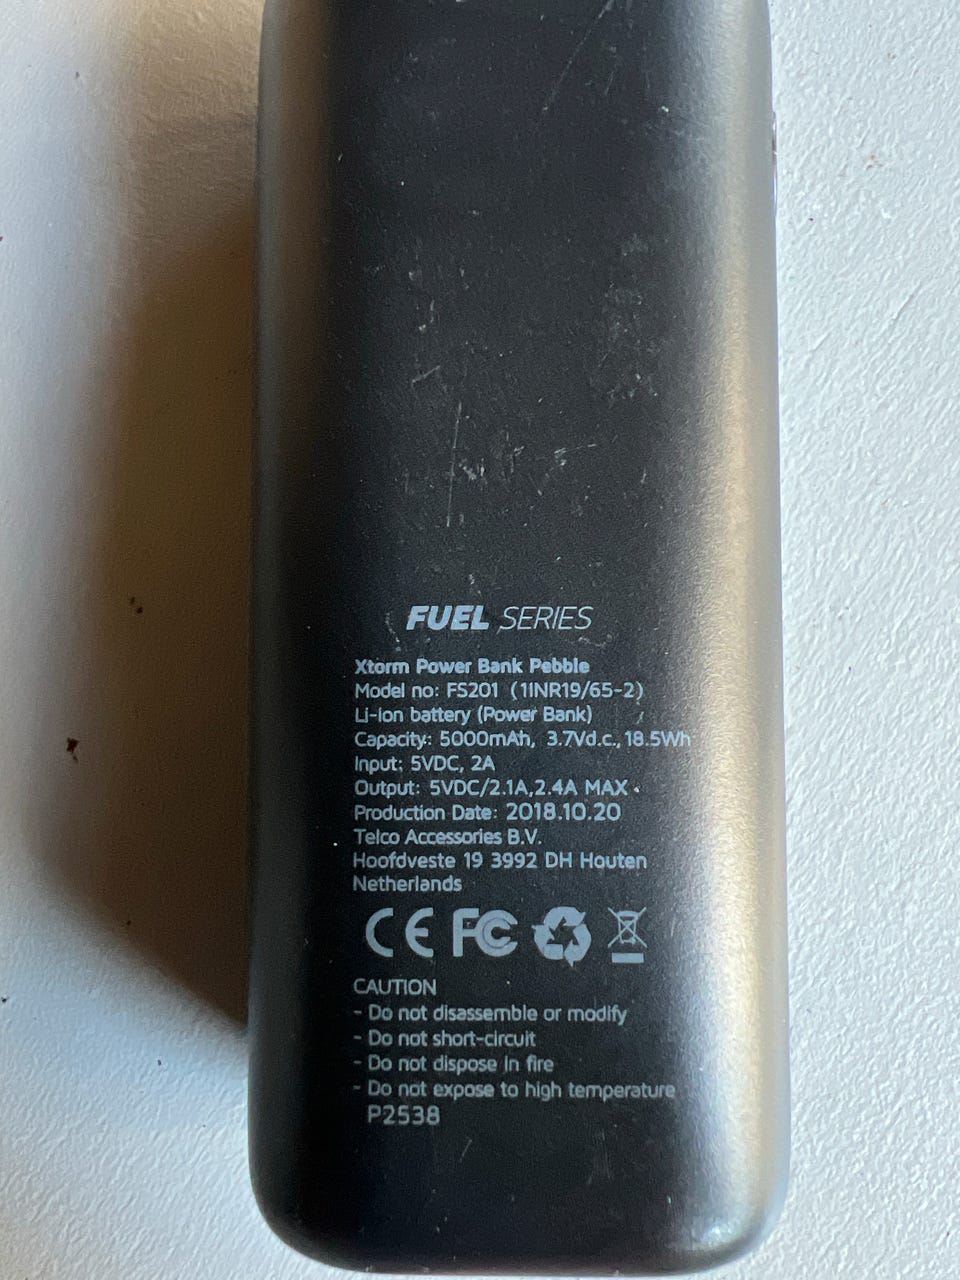 FUEL SERIES
Xtorm Power Bank Pebble
Model no: FS201 (1INR19/65-2)
Li-ion battery (Power Bank)
Capacity: 5000mAh, 3.7Vd.c., 18.5Wh
Input: 5VDC, 2A
Output: 5VDC/2.1A,2.4A MAX
Production Date: 2018.10.20
Telco Accessories B.V.
Hoofdveste 19 3992 DH Houten
Netherlands
CE FC
CAUTION
- Do not disassemble or modify
- Do not short-circuit
- Do not dispose in fire
- Do not expose to high temperature
P2538